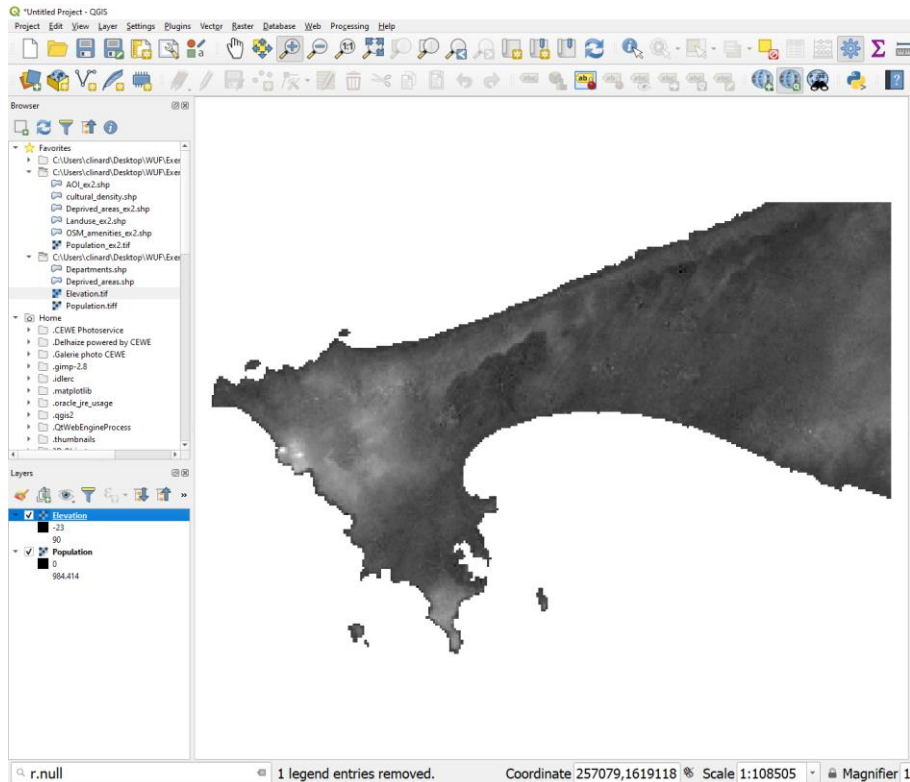 *Untitled Project - QGIS
Project Edit View Layer Settings Plugins Vector Raster Database Web Processing Help
Browser
Favorites
C:\Users\clinard\Desktop\WUF\Exer
C:\Users\clinard\Desktop\WUF\Exer
AOI_ex2.shp
cultural_density.shp
Deprived_areas_ex2.shp
Landuse_ex2.shp
OSM_amenities_ex2.shp
Population_ex2.tif
C:\Users\clinard\Desktop\WUF\Exer
Departments.shp
Deprived_areas.shp
Elevation.tif
Population.tiff
Home
.CEWE Photoservice
.Delhaize powered by CEWE
.Galerie photo CEWE
.gimp-2.8
.idlerc
.matplotlib
.oracle_jre_usage
.qgis2
.QtWebEngineProcess
.thumbnails
Layers
Elevation
-23
90
Population
0
984.414
r.null 1 legend entries removed. Coordinate 257079,1619118 Scale 1:108505 Magnifier 1